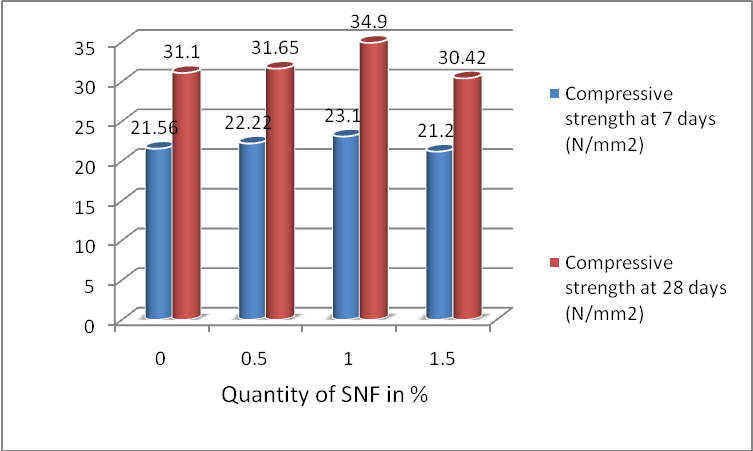 34.9
35
31.1
31.65
30.42
30
25
21.56
22.22
23.1
21.2
20
15
10
5
0
0
0.5
1
1.5
Quantity of SNF in %
Compressive
strength at 7 days
(N/mm2)
Compressive
strength at 28 days
(N/mm2)